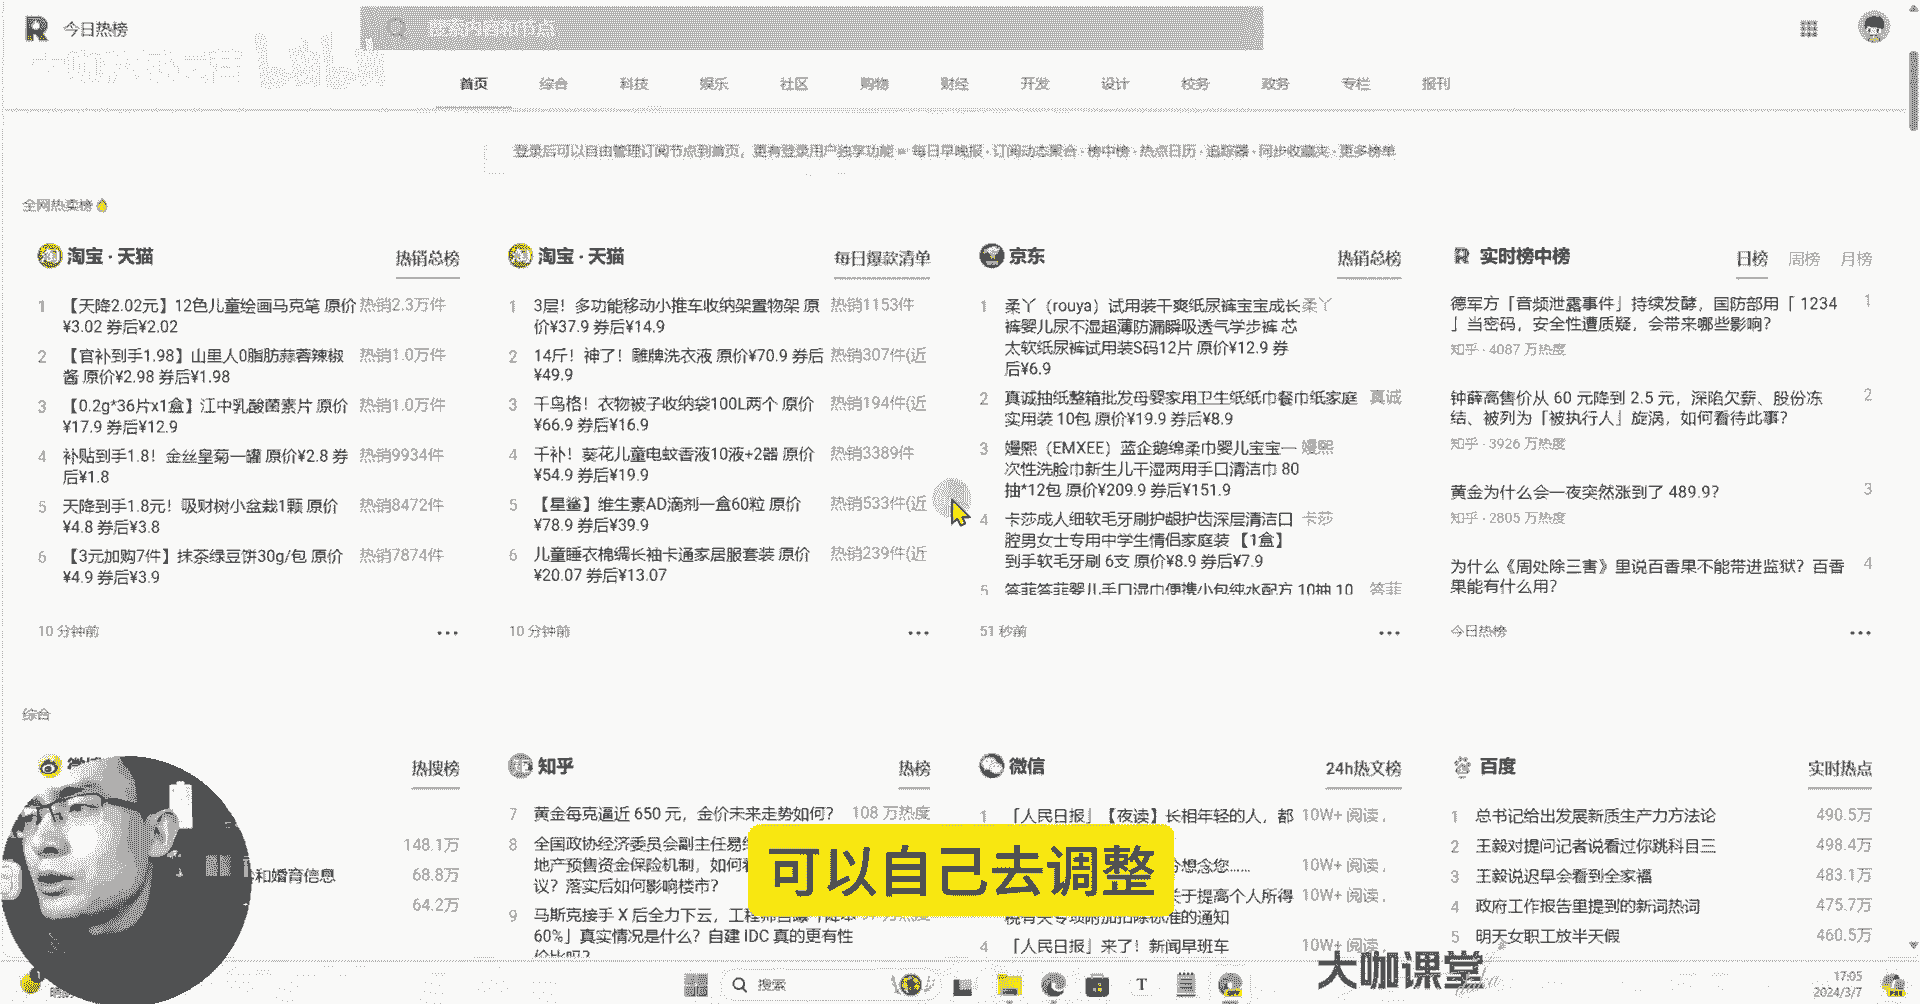 今日热榜
搜索内容和节点
bilibili
首页 综合 科技 娱乐 社区 购物 财经 开发 设计 校务 政务 专栏 报刊
登录后可以自由管理订阅节点到首页，更有登录用户独享功能 = 每日早晚报 · 订阅动态聚合 · 榜中榜 · 热点日历 · 追踪器 · 同步收藏夹 · 更多榜单
全网热卖榜
淘宝 · 天猫 热销总榜
1 【天降2.02元】12色儿童绘画马克笔 原价 热销2.3万件
¥3.02 券后¥2.02
2 【官补到手1.98】山里人0脂肪蒜蓉辣椒 热销1.0万件
酱 原价¥2.98 券后¥1.98
3 【0.2g*36片x1盒】江中乳酸菌素片 原价 热销1.0万件
¥17.9 券后¥12.9
4 补贴到手1.8！金丝皇菊一罐 原价¥2.8 券 热销9934件
后¥1.8
5 天降到手1.8元！吸财树小盆栽1颗 原价 热销8472件
¥4.8 券后¥3.8
6 【3元加购7件】抹茶绿豆饼30g/包 原价 热销7874件
¥4.9 券后¥3.9
10 分钟前
淘宝 · 天猫 每日爆款清单
1 3层！多功能移动小推车收纳架置物架 原 热销1153件
价¥37.9 券后¥14.9
2 14斤！神了！雕牌洗衣液 原价¥70.9 券后 热销307件(近
¥49.9
3 千鸟格！衣物被子收纳袋100L两个 原价 热销194件(近
¥66.9 券后¥16.9
4 千补！葵花儿童电蚊香液10液+2器 原价 热销3389件
¥54.9 券后¥19.9
5 【星鲨】维生素AD滴剂一盒60粒 原价 热销533件(近
¥78.9 券后¥39.9
6 儿童睡衣棉绸长袖卡通家居服套装 原价 热销239件(近
¥20.07 券后¥13.07
10 分钟前
京东 热销总榜
1 柔丫（rouya）试用装干爽纸尿裤宝宝成长 柔丫
裤婴儿尿不湿超薄防漏瞬吸透气学步裤 芯
太软纸尿裤试用装S码12片 原价¥12.9 券
后¥6.9
2 真诚抽纸整箱批发母婴家用卫生纸纸巾餐巾纸家庭 真诚
实用装 10包 原价¥19.9 券后¥8.9
3 嫚熙（EMXEE）蓝企鹅绵柔巾婴儿宝宝一 嫚熙
次性洗脸巾新生儿干湿两用手口清洁巾 80
抽*12包 原价¥209.9 券后¥151.9
4 卡莎成人细软毛牙刷护龈护齿深层清洁口 卡莎
腔男女士专用中学生情侣家庭装 【1盒】
到手软毛牙刷 6支 原价¥8.9 券后¥7.9
5 答菲答菲婴儿手口湿巾便携小包纯水配方 10抽 10 答菲
51 秒前
实时榜中榜 日榜 周榜 月榜
德军方「音频泄露事件」持续发酵，国防部用「 1234 1
」当密码，安全性遭质疑，会带来哪些影响？
知乎 · 4087 万热度
钟薛高售价从 60 元降到 2.5 元，深陷欠薪、股份冻 2
结、被列为「被执行人」旋涡，如何看待此事？
知乎 · 3926 万热度
黄金为什么会一夜突然涨到了 489.9？ 3
知乎 · 2805 万热度
为什么《周处除三害》里说百香果不能带进监狱？百香 4
果能有什么用？
今日热榜
综合
热搜榜
148.1万
和婚育信息 68.8万
64.2万
知乎 热榜
7 黄金每克逼近 650 元，金价未来走势如何？ 108 万热度
8 全国政协经济委员会副主任易
地产预售资金保险机制，如何
议？落实后如何影响楼市？
9 马斯克接手 X 后全力下云，工程师
60%」真实情况是什么？自建 IDC 真的更有性
价比吗？
微信 24h热文榜
1 「人民日报」【夜读】长相年轻的人，都 10W+ 阅读 .
想念您...... 10W+ 阅读 .
关于提高个人所得 10W+ 阅读 .
税有关专项附加扣除标准的通知
4 「人民日报」来了！新闻早班车 10W+ 阅读 .
百度 实时热点
1 总书记给出发展新质生产力方法论 490.5万
2 王毅对提问记者说看过你跳科目三 498.4万
3 王毅说迟早会看到全家福 483.1万
4 政府工作报告里提到的新词热词 475.7万
5 明天女职工放半天假 460.5万
可以自己去调整
大咖课堂
搜索
17:05
2024/3/7